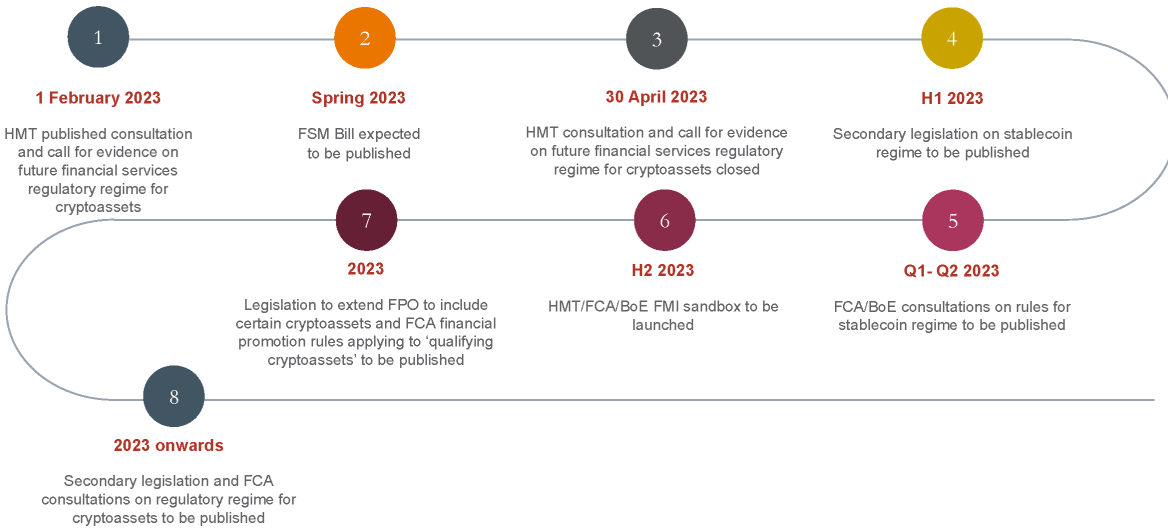 1
1 February 2023
HMT published consultation
and call for evidence on
future financial services
regulatory regime for
cryptoassets
2
Spring 2023
FSM Bill expected
to be published
3
30 April 2023
HMT consultation and call for evidence
on future financial services regulatory
regime for cryptoassets closed
4
H1 2023
Secondary legislation on stablecoin
regime to be published
5
Q1- Q2 2023
FCA/BoE consultations on rules for
stablecoin regime to be published
6
H2 2023
HMT/FCA/BoE FMI sandbox to be
launched
7
2023
Legislation to extend FPO to include
certain cryptoassets and FCA financial
promotion rules applying to ‘qualifying
cryptoassets’ to be published
8
2023 onwards
Secondary legislation and FCA
consultations on regulatory regime for
cryptoassets to be published